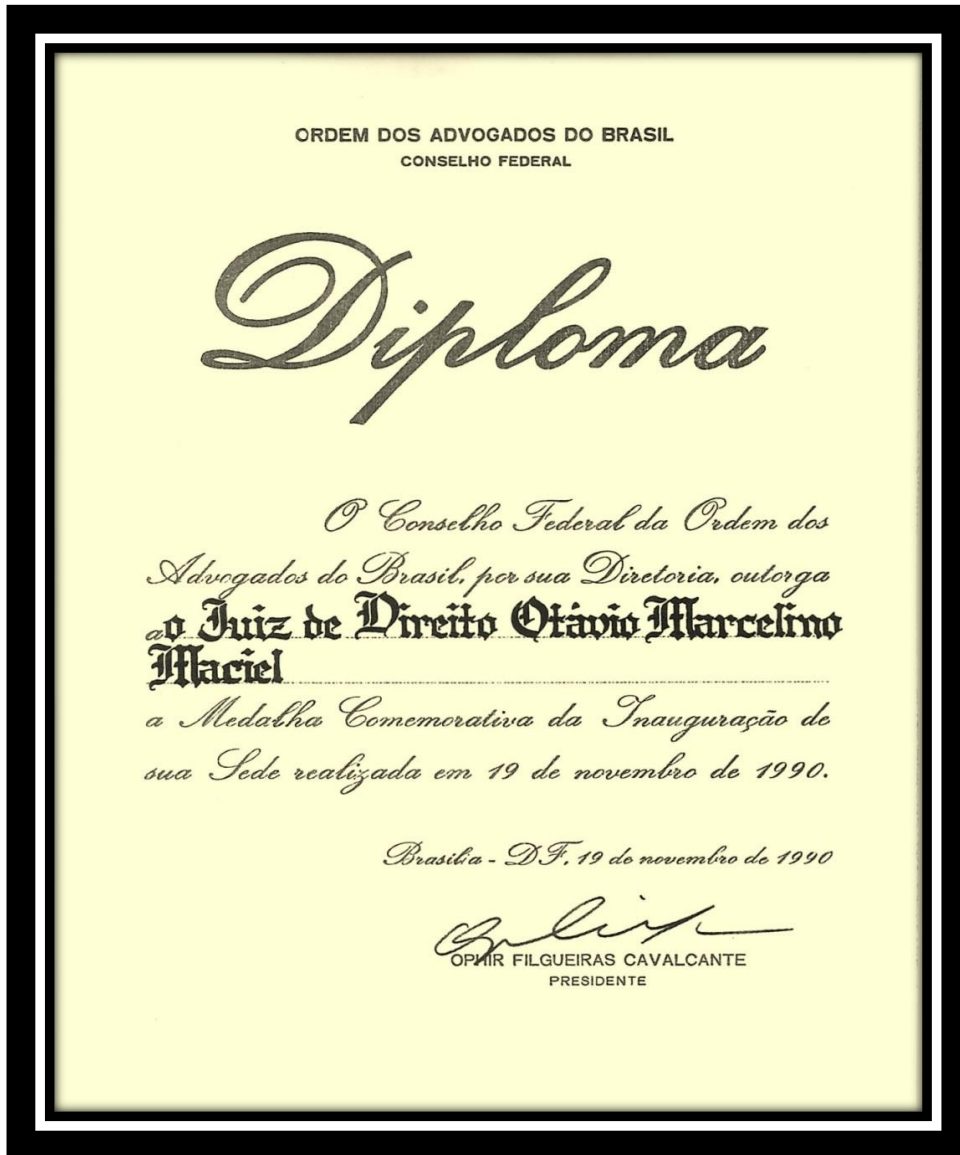 ORDEM DOS ADVOGADOS DO BRASIL
CONSELHO FEDERAL
Diploma
O Conselho Federal da Ordem dos
Advogados do Brasil, por sua Diretoria, outorga
ao Juiz de Direito Otávio Marcelino
Maciel
a Medalha Comemorativa da Inauguração de
sua Sede realizada em 19 de novembro de 1990.
Brasília - DF, 19 de novembro de 1990
OPHIR FILGUEIRAS CAVALCANTE
PRESIDENTE